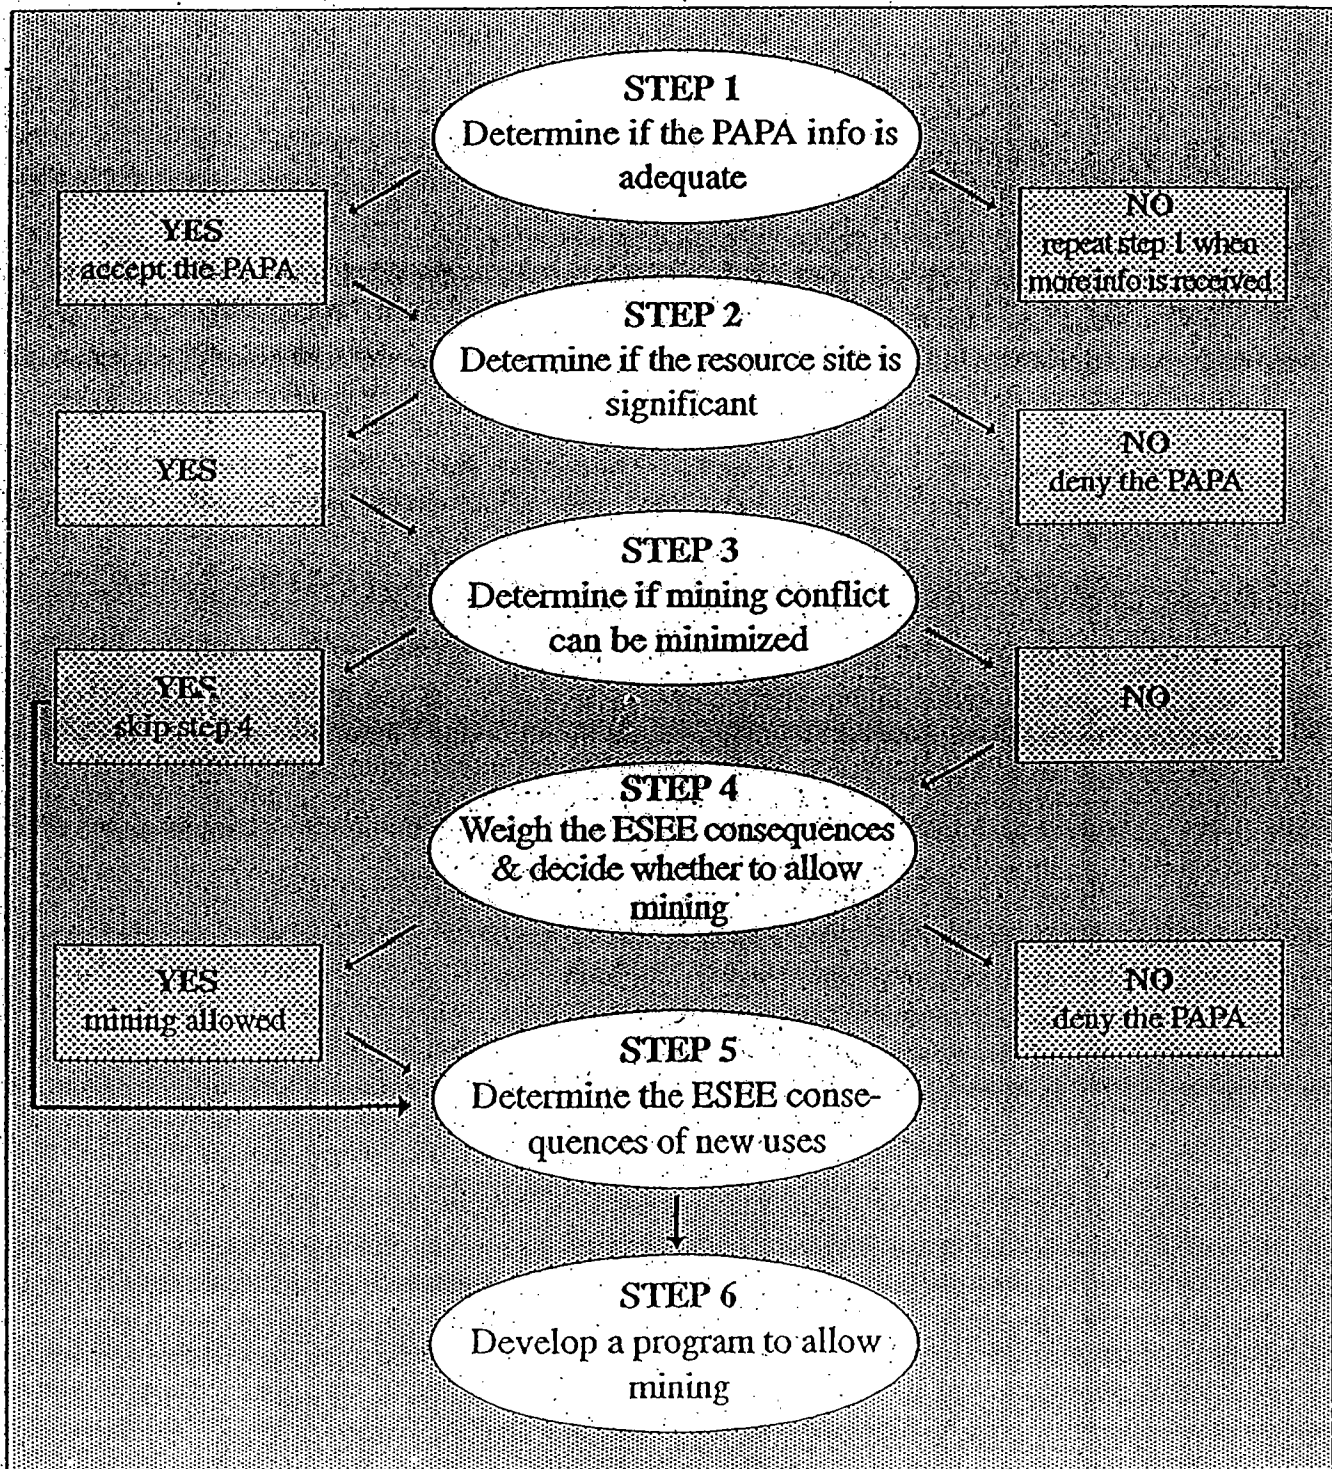 STEP 1
Determine if the PAPA info is
adequate
YES
accept the PAPA
NO
repeat step 1 when
more info is received
STEP 2
Determine if the resource site is
significant
YES
NO
deny the PAPA
STEP 3
Determine if mining conflict
can be minimized
YES
skip step 4
NO
STEP 4
Weigh the ESEE consequences
& decide whether to allow
mining
YES
mining allowed
NO
deny the PAPA
STEP 5
Determine the ESEE conse-
quences of new uses
STEP 6
Develop a program to allow
mining